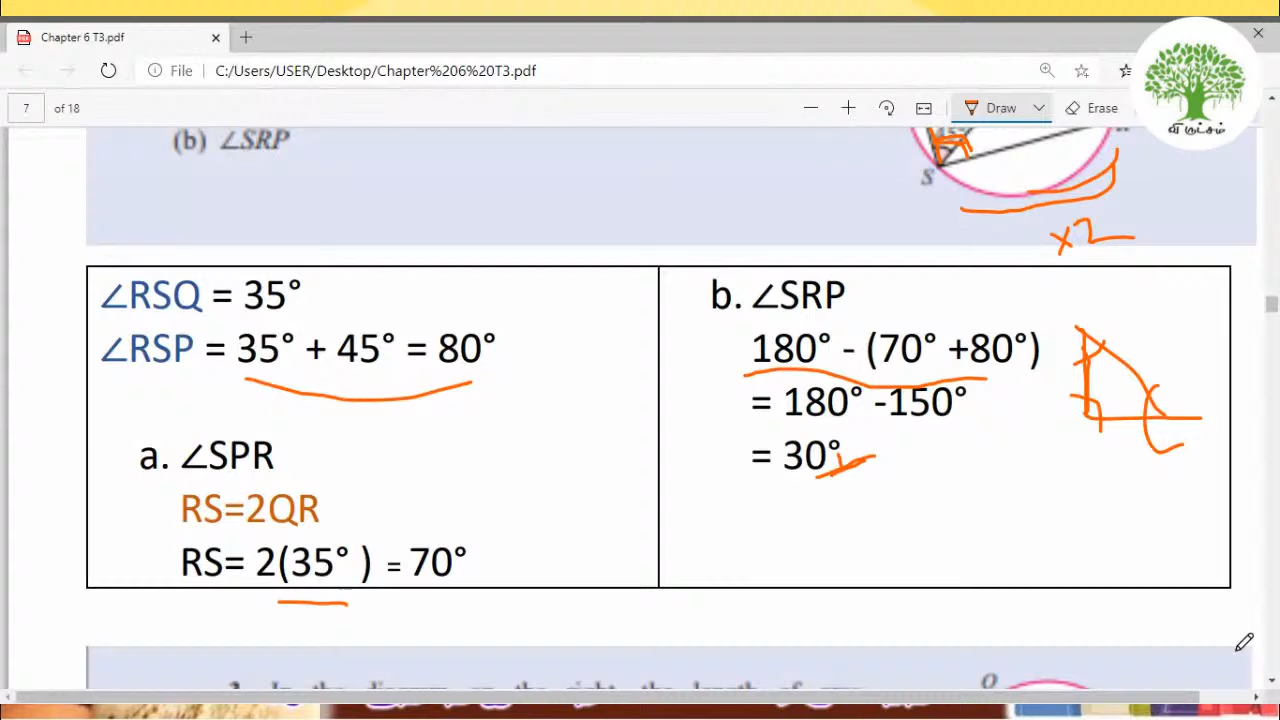 Chapter 6 T3.pdf
File C:/Users/USER/Desktop/Chapter%206%20T3.pdf
7 of 18 Draw Erase
விருட்சம்
(b) ∠SRP
45°
S
×2
∠RSQ = 35°
∠RSP = 35° + 45° = 80°
a. ∠SPR
RS=2QR
RS= 2(35° ) = 70°
b. ∠SRP
180° - (70° +80°)
= 180° -150°
= 30°
Q